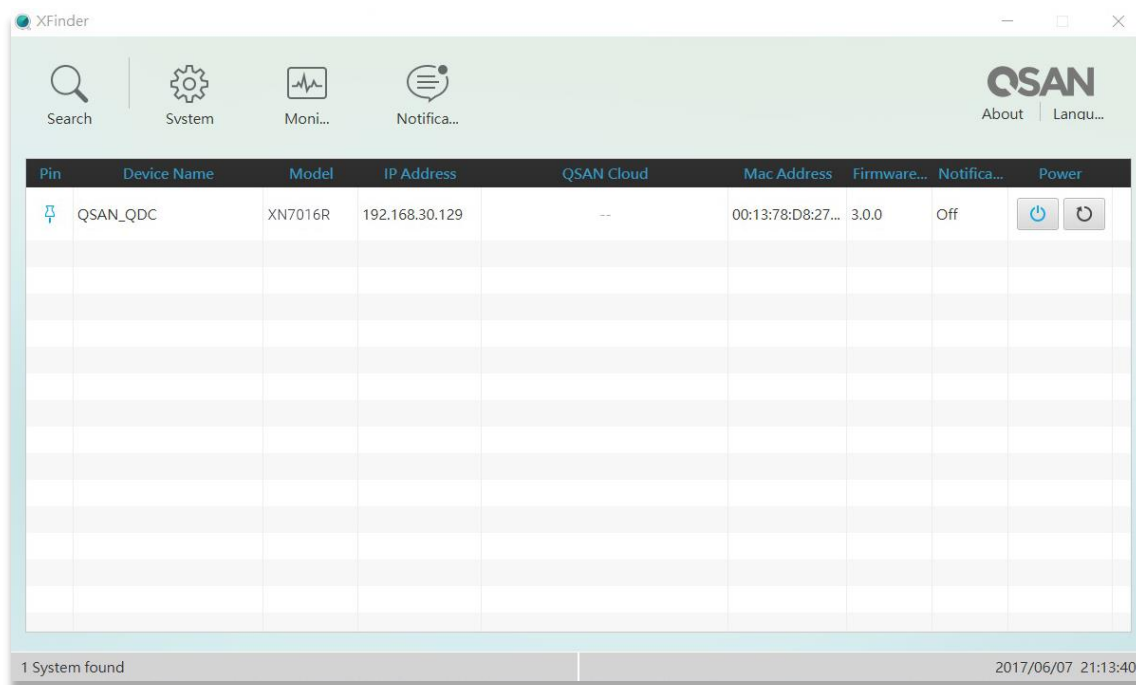 XFinder
QSAN
Search System Moni... Notifica... About Langu...
Pin Device Name Model IP Address QSAN Cloud Mac Address Firmware... Notifica... Power
QSAN_QDC XN7016R 192.168.30.129 -- 00:13:78:D8:27... 3.0.0 Off
1 System found 2017/06/07 21:13:40